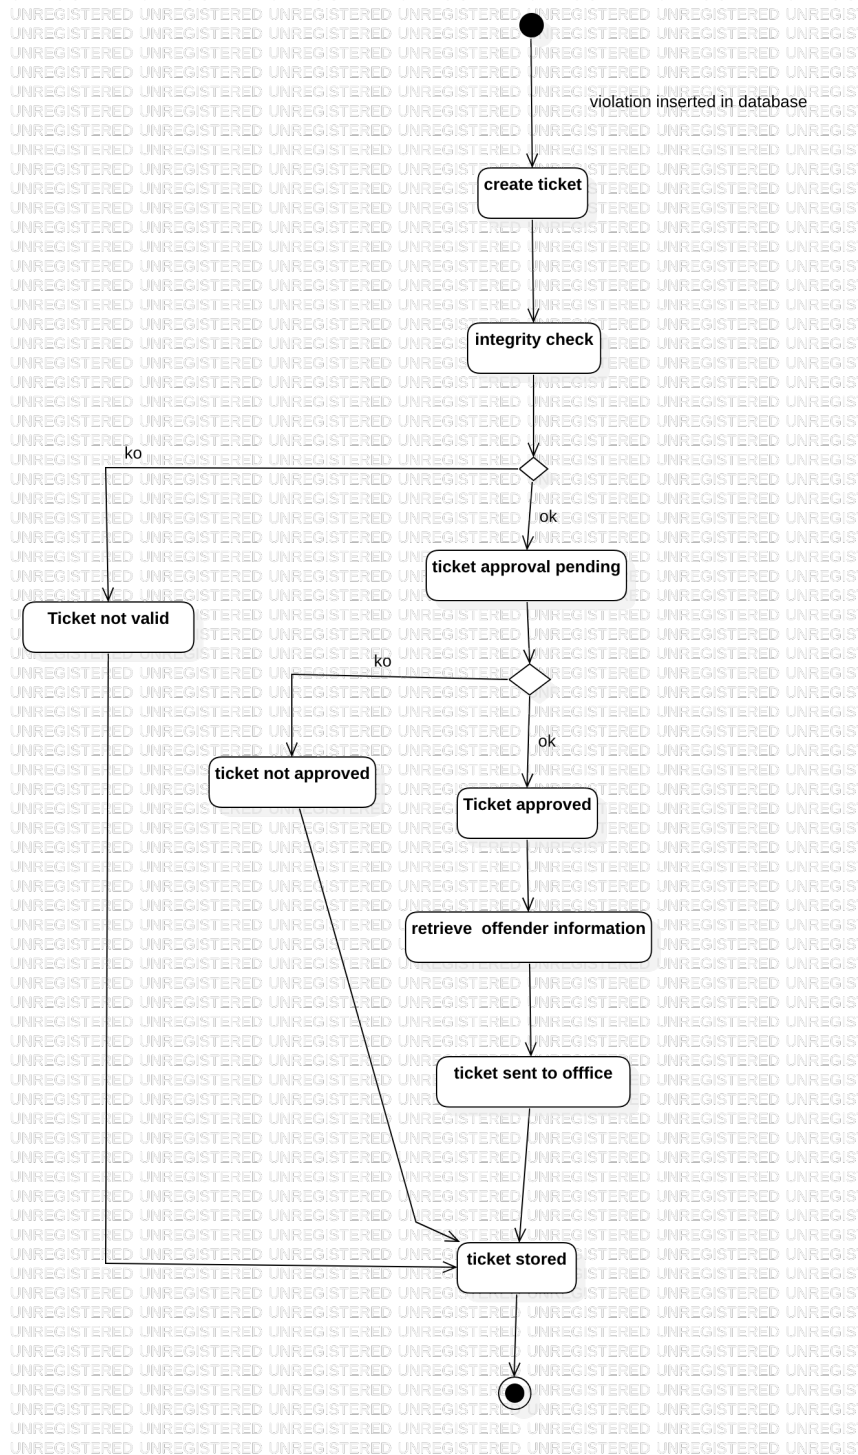 violation inserted in database
create ticket
integrity check
ko
ok
ticket approval pending
Ticket not valid
ko
ok
ticket not approved
Ticket approved
retrieve  offender information
ticket sent to offfice
ticket stored
UNREGISTERED